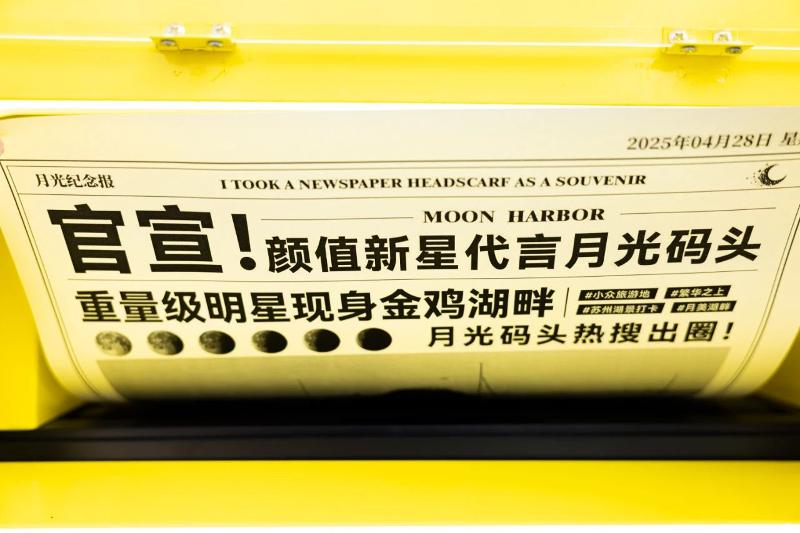 2025年04月28日 星
月光纪念报 I TOOK A NEWSPAPER HEADSCARF AS A SOUVENIR
MOON HARBOR
官宣！颜值新星代言月光码头
重量级明星现身金鸡湖畔
#小众旅游地 #繁华之上
#苏州湖景打卡 #月美湖畔
月光码头热搜出圈！